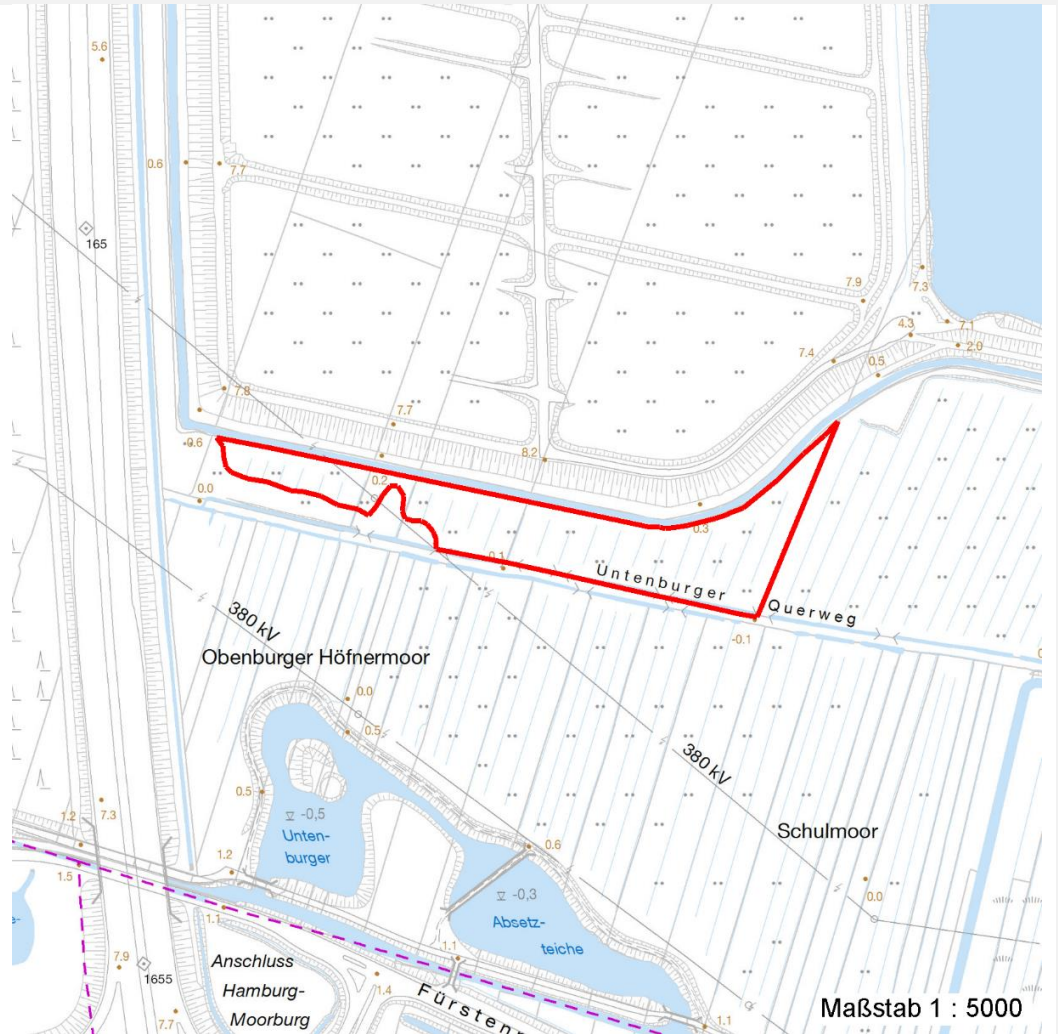 5.6
0.6
7.7
165
7.9
7.3
4.3
7.1
2.0
7.4
0.5
7.8
7.7
-0.6
8.2
0.2
0.0
0.3
0.1
Untenburger Querweg
-0.1
380 kV
Obenburger Höfnermoor
0.0
0.5
380 kV
0.5
-0,5
Unten-
burger
1.2
7.3
Schulmoor
0.6
1.2
-0,3
0.0
1.5
1.1
Absetz-
teiche
e-
1.1
7.9
1655
Anschluss
Hamburg-
Moorburg
1.4
7.7
1.1
Maßstab 1 : 5000